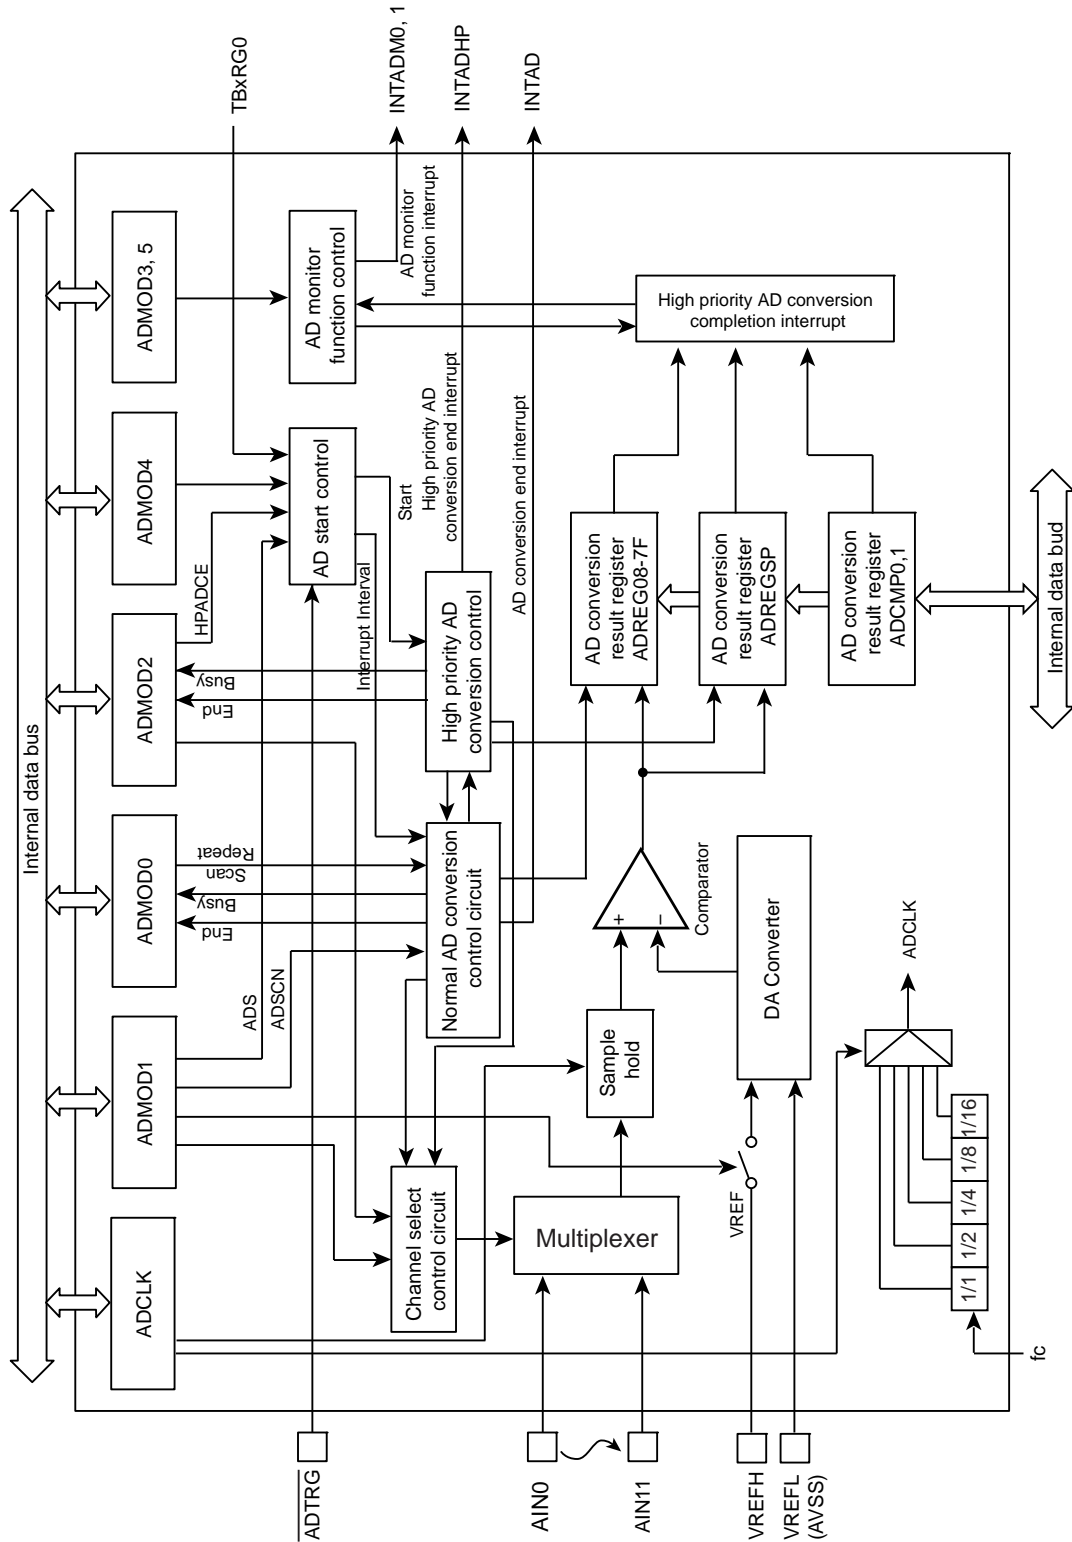 Internal data bus
ADCLK
ADMOD1
ADMOD0
ADMOD2
ADMOD4
ADMOD3, 5
TBxRG0
INTADM0, 1
INTADHP
INTAD
ADTRG
ADS
ADSCN
End
Busy
Scan
Repeat
End
Busy
HPADCE
AD start control
AD monitor
function control
AD monitor
function interrupt
Start
High priority AD
conversion end interrupt
Interrupt Interval
AD conversion end interrupt
Channel select
control circuit
Normal AD conversion
control circuit
High priority AD
conversion control
High priority AD conversion
completion interrupt
AIN0
AIN11
Multiplexer
Sample
hold
+
−
Comparator
AD conversion
result register
ADREG08-7F
AD conversion
result register
ADREGSP
AD conversion
result register
ADCMP0,1
VREFH
VREFL
(AVSS)
VREF
DA Converter
ADCLK
1/1
1/2
1/4
1/8
1/16
fc
Internal data bud